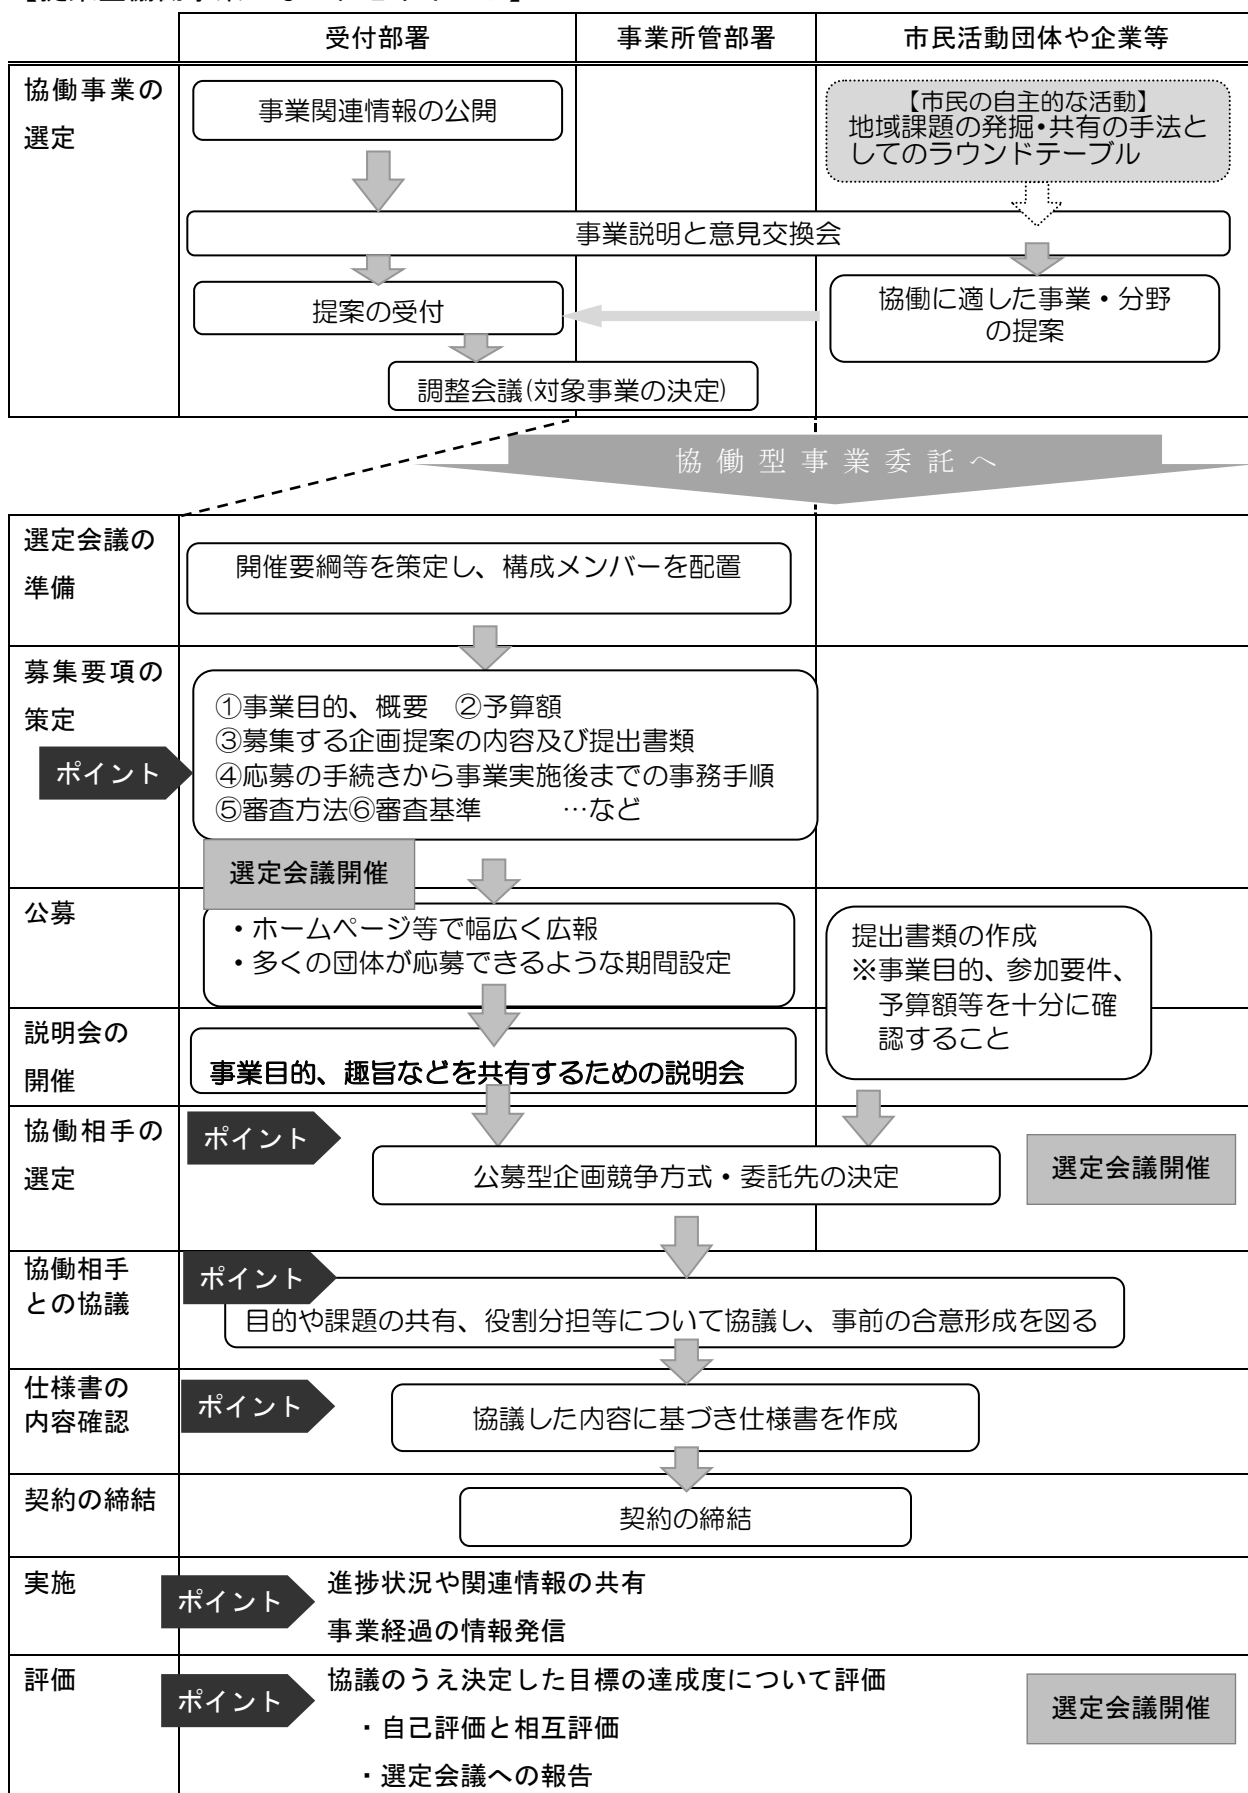 受付部署
事業所管部署
市民活動団体や企業等
協働事業の
選定
事業関連情報の公開
【市民の自主的な活動】
地域課題の発掘・共有の手法と
してのラウンドテーブル
事業説明と意見交換会
提案の受付
協働に適した事業・分野
の提案
調整会議(対象事業の決定)
協働型事業委託へ
選定会議の
準備
開催要綱等を策定し、構成メンバーを配置
募集要項の
策定
ポイント
①事業目的、概要　②予算額
③募集する企画提案の内容及び提出書類
④応募の手続きから事業実施後までの事務手順
⑤審査方法⑥審査基準　　　…など
選定会議開催
公募
・ホームページ等で幅広く広報
・多くの団体が応募できるような期間設定
提出書類の作成
※事業目的、参加要件、
予算額等を十分に確
認すること
説明会の
開催
事業目的、趣旨などを共有するための説明会
協働相手の
選定
ポイント
公募型企画競争方式・委託先の決定
選定会議開催
協働相手
との協議
ポイント
目的や課題の共有、役割分担等について協議し、事前の合意形成を図る
仕様書の
内容確認
ポイント
協議した内容に基づき仕様書を作成
契約の締結
契約の締結
実施
ポイント
進捗状況や関連情報の共有
事業経過の情報発信
評価
ポイント
協議のうえ決定した目標の達成度について評価
・自己評価と相互評価
・選定会議への報告
選定会議開催